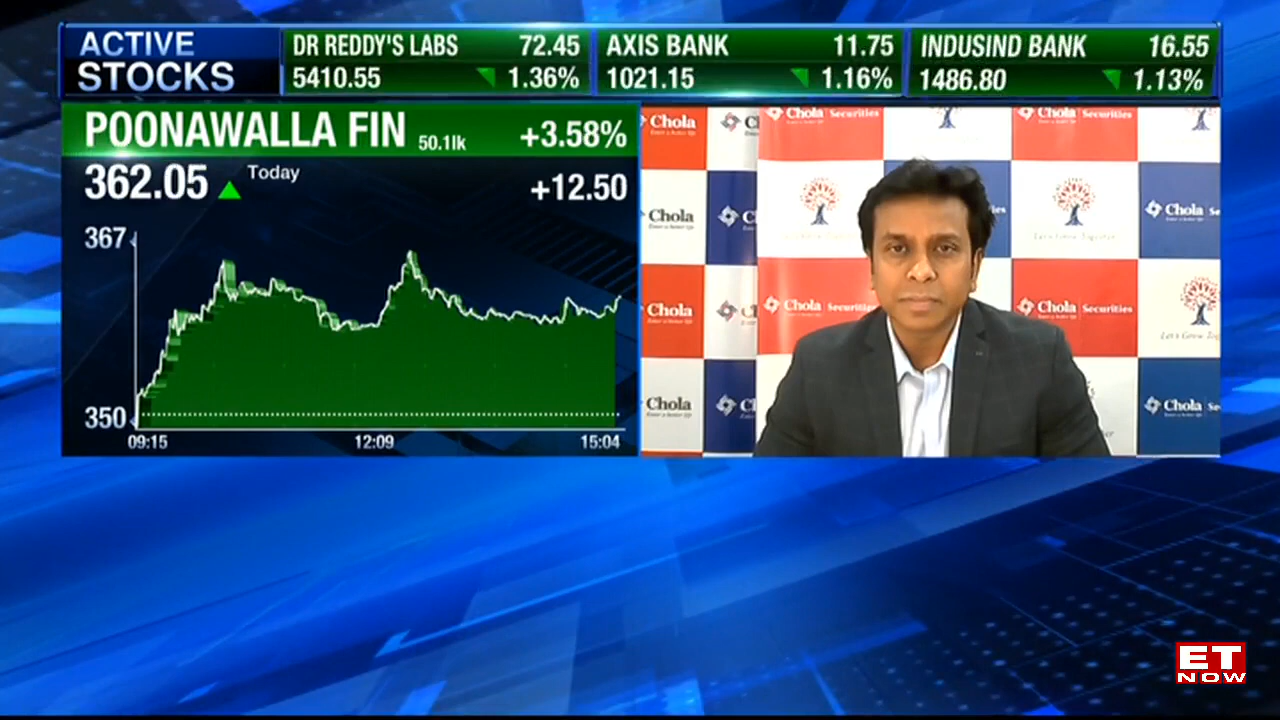 ACTIVE
STOCKS
DR REDDY'S LABS 72.45
5410.55 1.36%
AXIS BANK 11.75
1021.15 1.16%
INDUSIND BANK 16.55
1486.80 1.13%
POONAWALLA FIN 50.1lk +3.58%
362.05 Today +12.50
367
350
09:15 12:09 15:04
Chola
Chola Securities
Chola Securities
Chola
Chola
Let's Grow Together
Chola
Chola
Securities
Chola Securities
Chola
Chola
ET
NOW